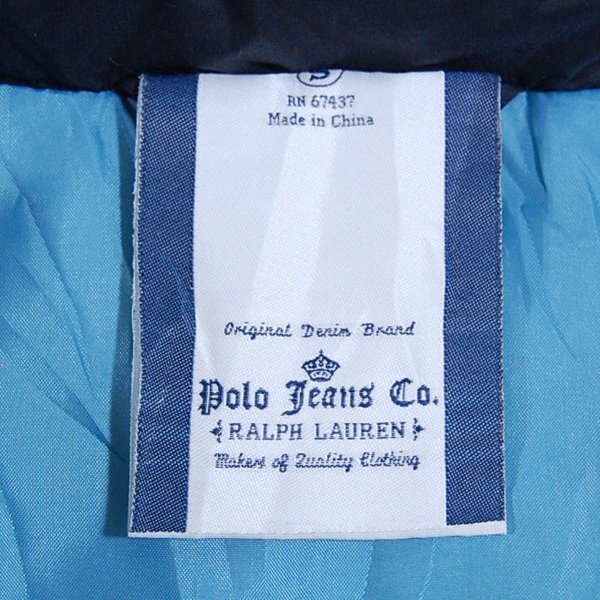 S
RN 67437
Made in China
Original Denim Brand
Polo Jeans Co.
RALPH LAUREN
Makers of Quality Clothing